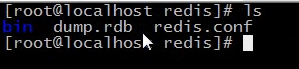 [root@localhost redis]# ls
bin  dump.rdb  redis.conf
[root@localhost redis]#